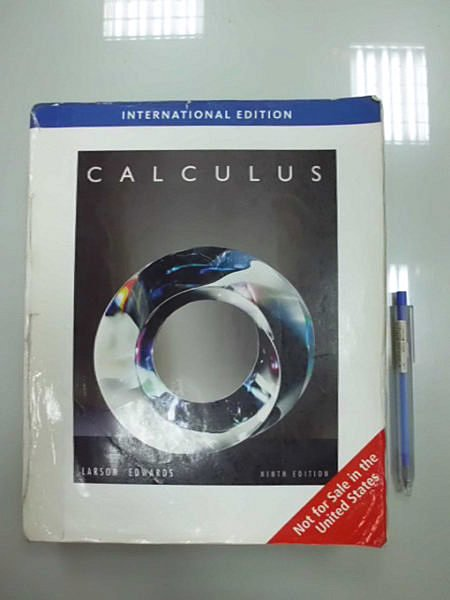 INTERNATIONAL EDITION
CALCULUS
LARSON EDWARDS
NINTH EDITION
Not for Sale in the
United States